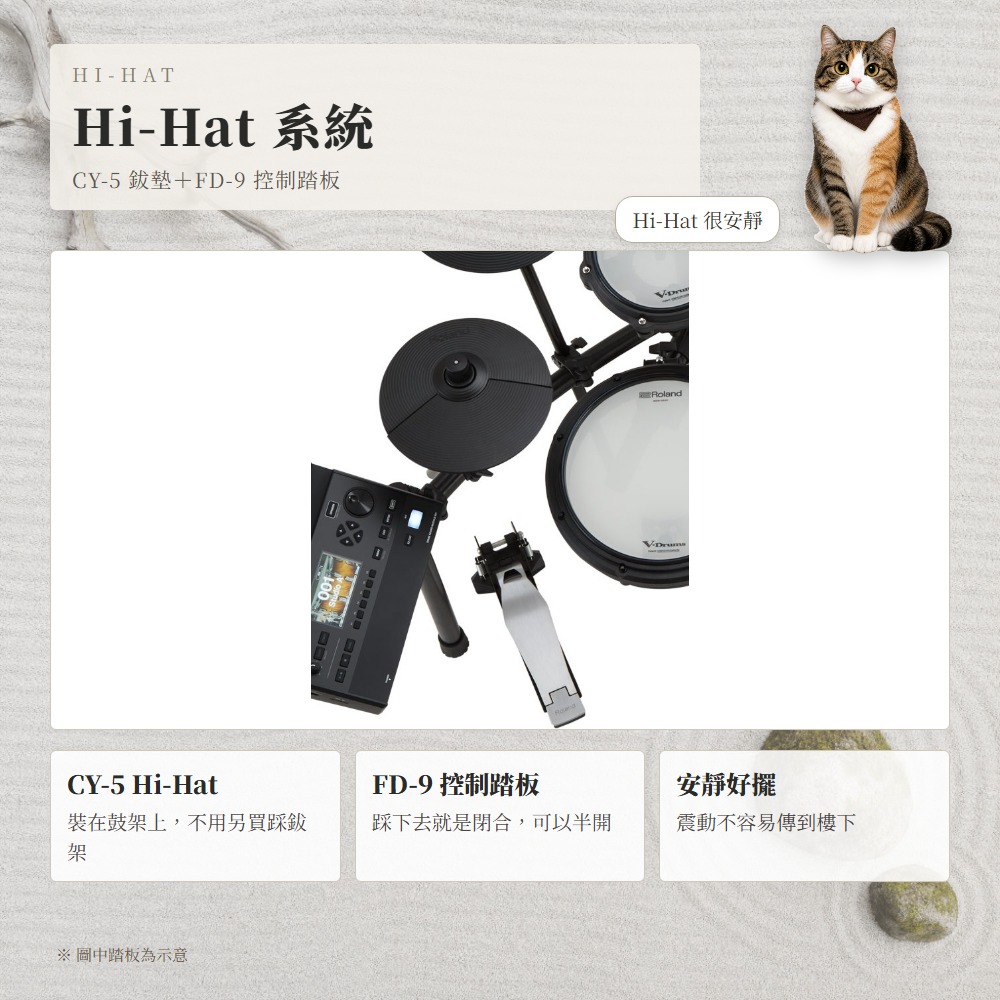 HI-HAT
Hi-Hat 系統
CY-5 鈸墊＋FD-9 控制踏板
Hi-Hat 很安靜
Roland
V-Drums
Roland
V-Drums
001
Studio
Roland
CY-5 Hi-Hat
裝在鼓架上，不用另買踩鈸
架
FD-9 控制踏板
踩下去就是閉合，可以半開
安靜好擺
震動不容易傳到樓下
※ 圖中踏板為示意